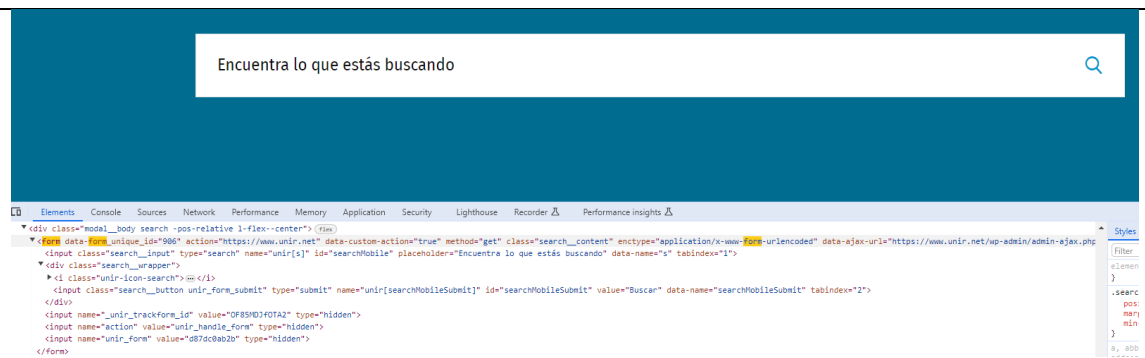 Encuentra lo que estás buscando
Elements Console Sources Network Performance Memory Application Security Lighthouse Recorder Performance insights
▼<div class="modal__body search -pos-relative l-flex--center"> flex
▼<form data-form_unique_id="906" action="https://www.unir.net" data-custom-action="true" method="get" class="search__content" enctype="application/x-www-form-urlencoded" data-ajax-url="https://www.unir.net/wp-admin/admin-ajax.php
<input class="search__input" type="search" name="unir[s]" id="searchMobile" placeholder="Encuentra lo que estás buscando" data-name="s" tabindex="1">
▼<div class="search__wrapper">
▶<i class="unir-icon-search">…</i>
<input class="search__button unir_form_submit" type="submit" name="unir[searchMobileSubmit]" id="searchMobileSubmit" value="Buscar" data-name="searchMobileSubmit" tabindex="2">
</div>
<input name="_unir_trackform_id" value="OF85MDJfOTA2" type="hidden">
<input name="action" value="unir_handle_form" type="hidden">
<input name="unir_form" value="d87dc0ab2b" type="hidden">
</form>
Styles
Filter
elemen
}
.searc
pos
mar
min
}
a, abb